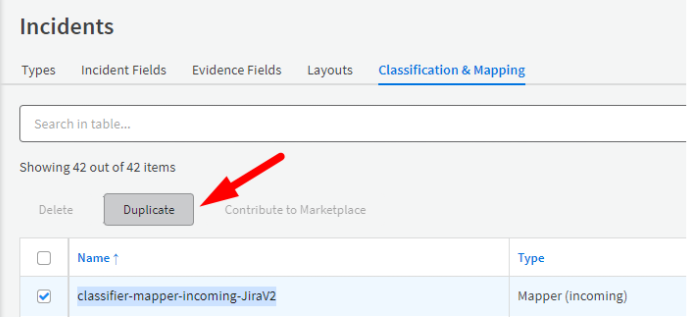 Incidents
Types Incident Fields Evidence Fields Layouts Classification & Mapping
Search in table...
Showing 42 out of 42 items
Delete Duplicate Contribute to Marketplace
Name ↑ Type
classifier-mapper-incoming-JiraV2 Mapper (incoming)